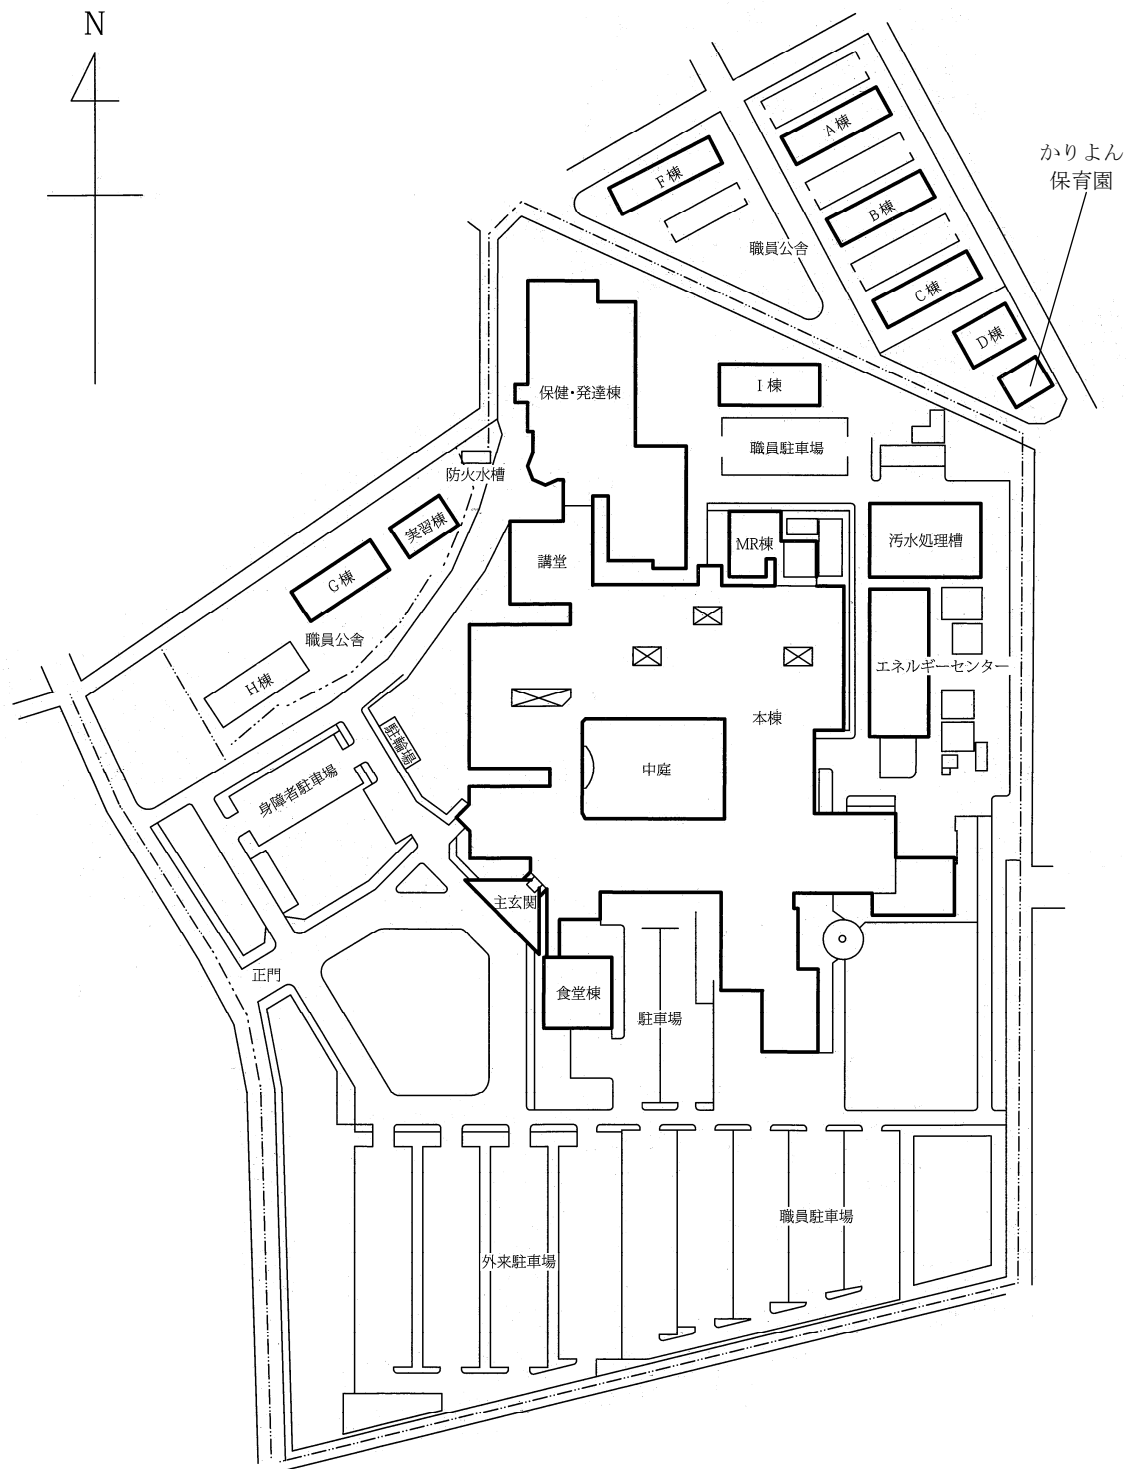 N
かりよん
保育園
A棟
F棟
B棟
職員公舎
C棟
D棟
I棟
保健・発達棟
職員駐車場
防火水槽
実習棟
汚水処理槽
MR棟
講堂
G棟
職員公舎
エネルギーセンター
H棟
本棟
駐輪場
中庭
身障者駐車場
主玄関
正門
食堂棟
駐車場
職員駐車場
外来駐車場